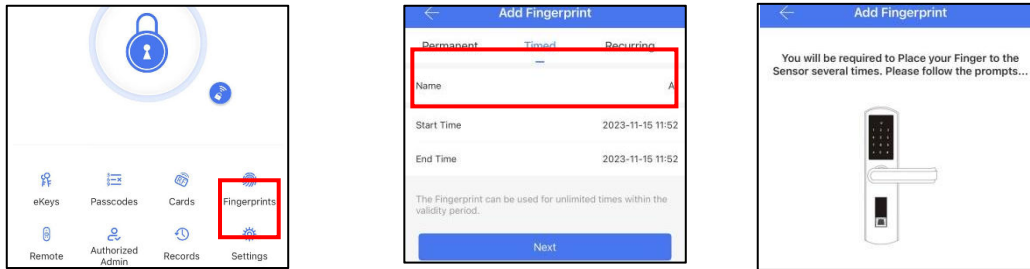 eKeys Passcodes Cards Fingerprints
Remote Authorized Admin Records Settings
Add Fingerprint
Permanent Timed Recurring
Name A
Start Time 2023-11-15 11:52
End Time 2023-11-15 11:52
The Fingerprint can be used for unlimited times within the
validity period.
Next
Add Fingerprint
You will be required to Place your Finger to the
Sensor several times. Please follow the prompts...